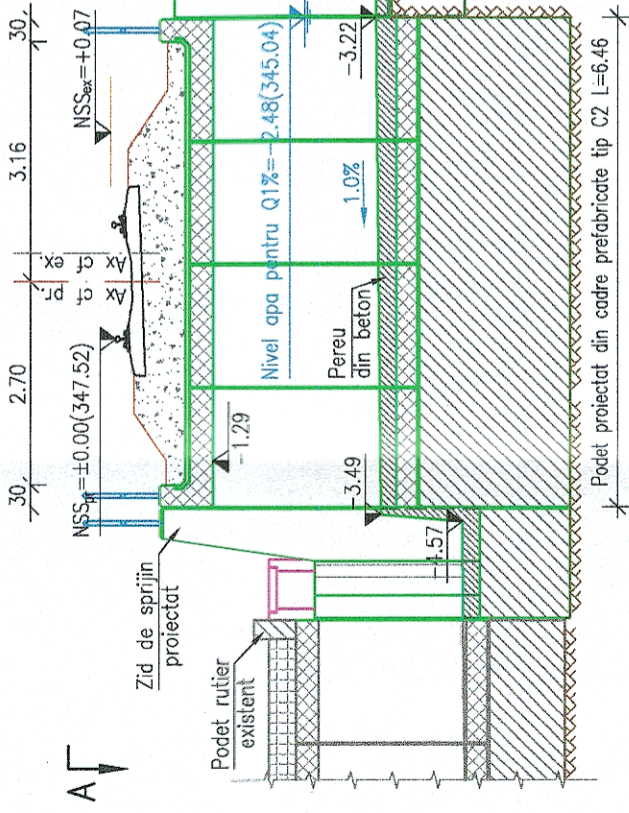 30
2.70
3.16
30
NSSpr=±0.00(347.52)
NSSex=+0.07
Ax cf. pr.
Ax cf. ex.
Zid de sprijin
proiectat
-1.29
Nivel apa pentru Q1%=-2.48(345.04)
-3.22
1.0%
Pereu
din beton
-3.49
-4.57
Podet rutier
existent
A
Podet proiectat din cadre prefabricate tip C2 L=6.46